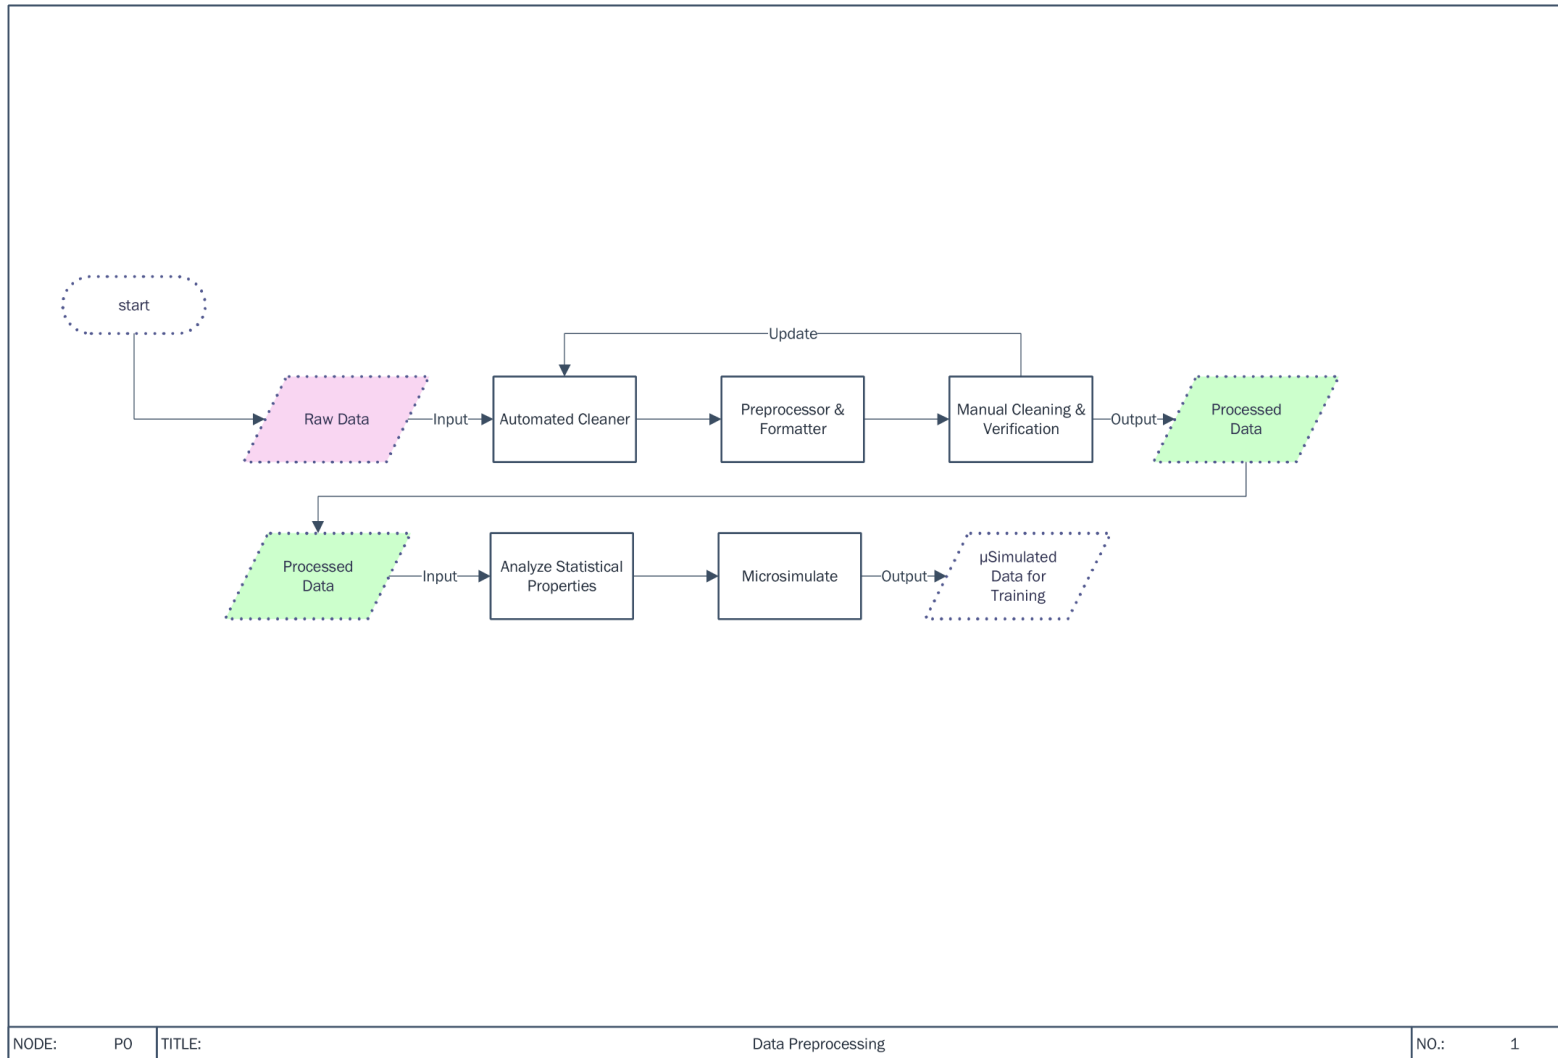 start
Update
Raw Data
Input
Automated Cleaner
Preprocessor &
Formatter
Manual Cleaning &
Verification
Output
Processed
Data
Processed
Data
Input
Analyze Statistical
Properties
Microsimulate
Output
µSimulated
Data for
Training
NODE: P0 TITLE: Data Preprocessing NO.: 1